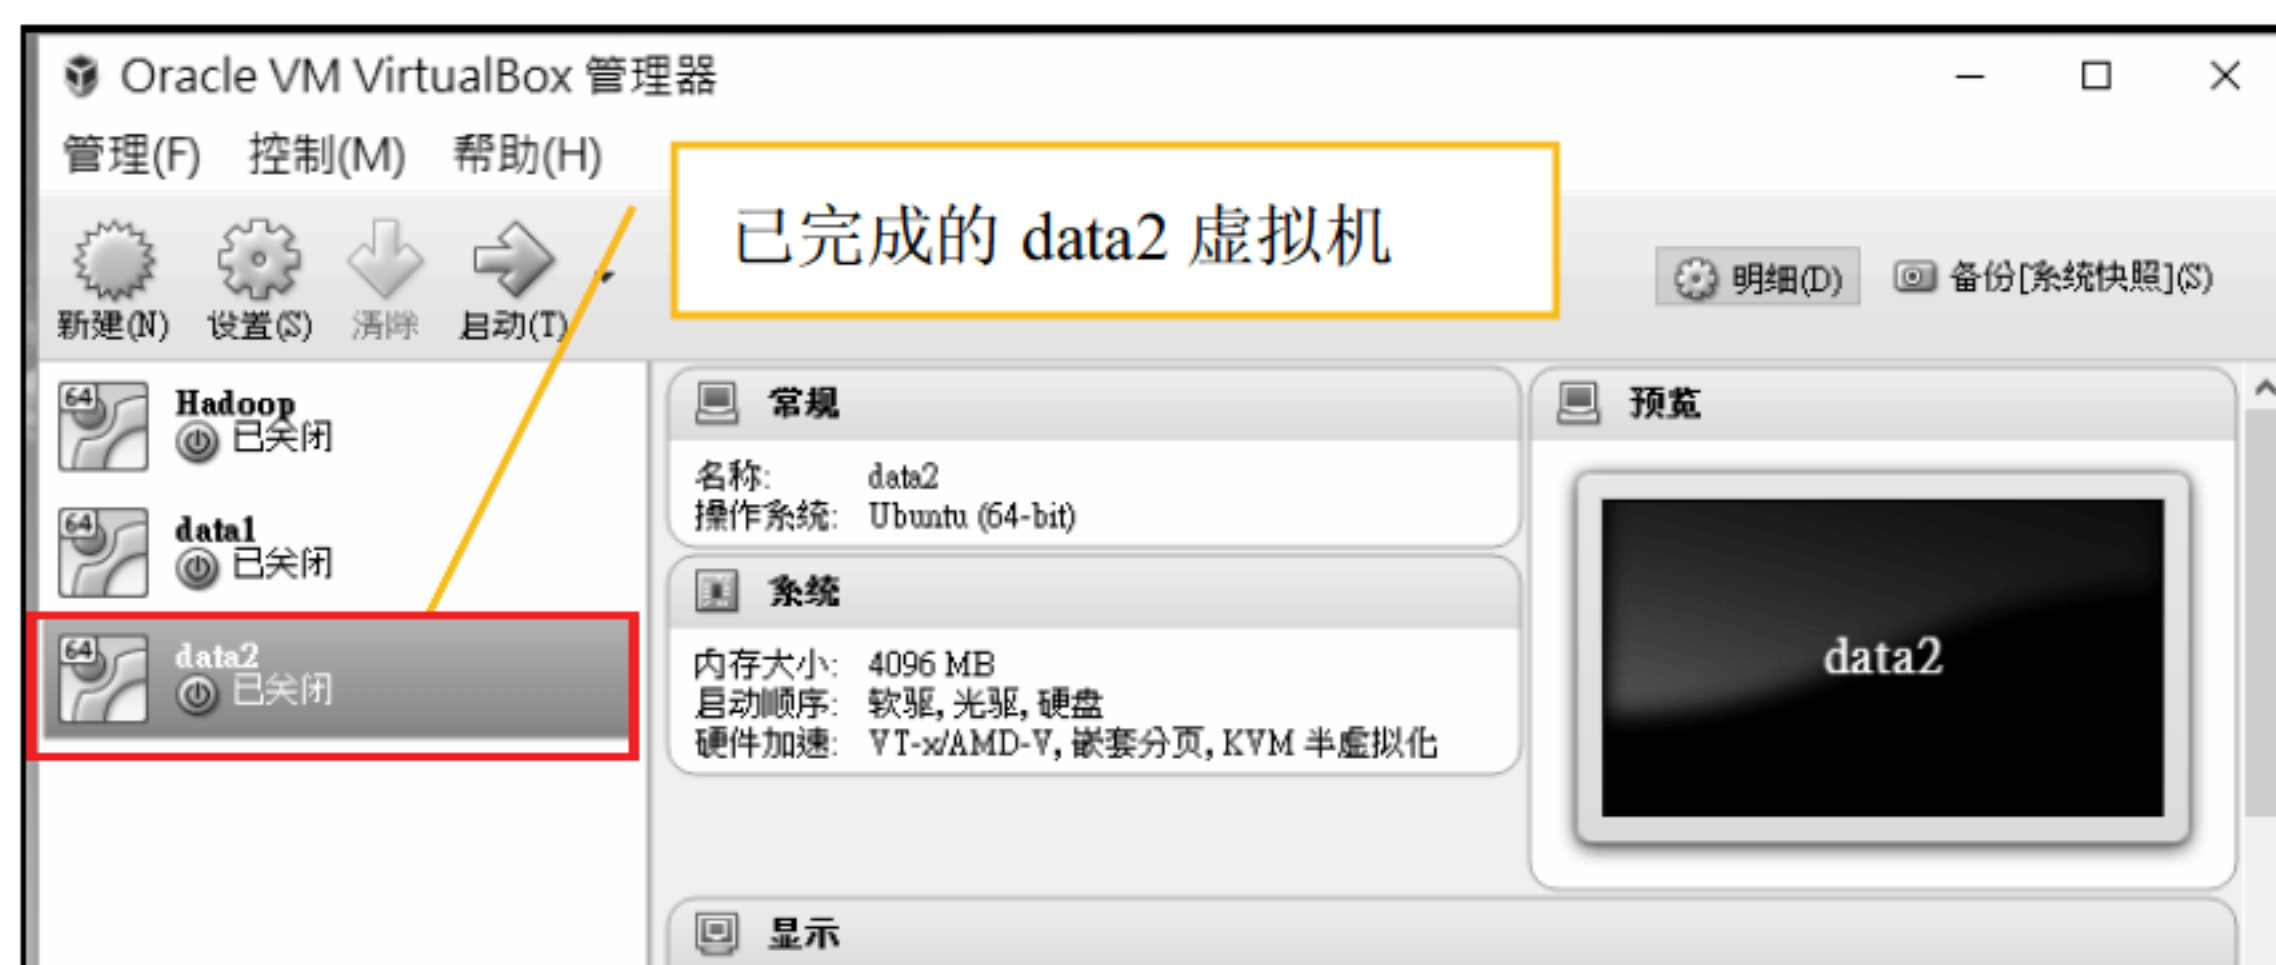 Oracle VM VirtualBox 管理器
管理(F) 控制(M) 帮助(H)
已完成的 data2 虚拟机
新建(N) 设置(S) 清除 启动(T)
明细(D) 备份[系统快照](S)
64 Hadoop
已关闭
64 data1
已关闭
64 data2
已关闭
常规
名称: data2
操作系统: Ubuntu (64-bit)
系统
内存大小: 4096 MB
启动顺序: 软驱, 光驱, 硬盘
硬件加速: VT-x/AMD-V, 嵌套分页, KVM 半虚拟化
预览
data2
显示